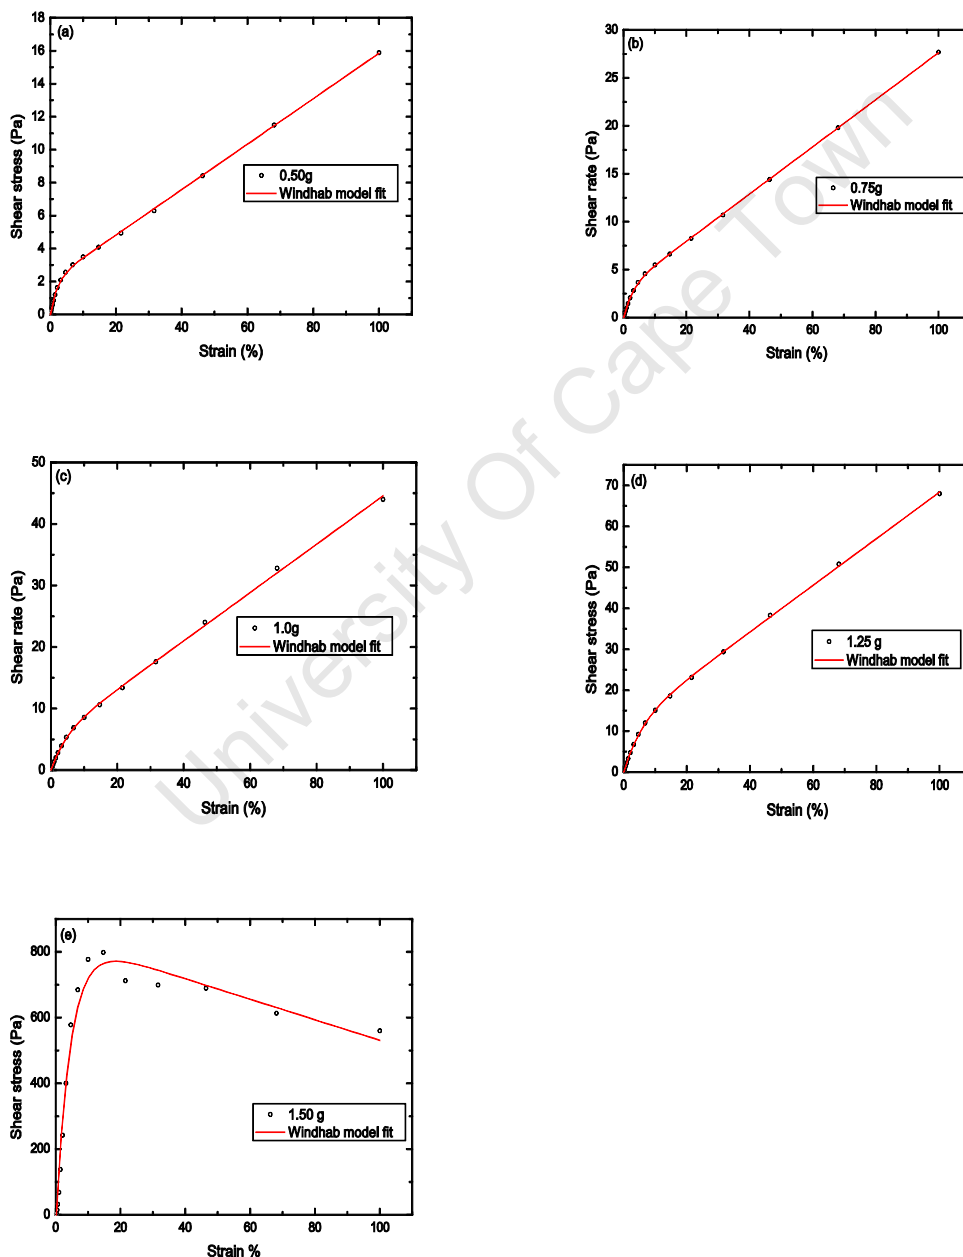 (a)
18
16
14
12
10
8
6
4
2
0
Shear stress (Pa)
0.50g
Windhab model fit
0 20 40 60 80 100
Strain (%)
(b)
30
25
20
15
10
5
0
Shear rate (Pa)
0.75g
Windhab model fit
0 20 40 60 80 100
Strain (%)
(c)
50
40
30
20
10
0
Shear rate (Pa)
1.0g
Windhab model fit
0 20 40 60 80 100
Strain (%)
(d)
70
60
50
40
30
20
10
0
Shear stress (Pa)
1.25 g
Windhab model fit
0 20 40 60 80 100
Strain (%)
(e)
800
600
400
200
0
Shear stress (Pa)
1.50 g
Windhab model fit
0 20 40 60 80 100
Strain %
University Of Cape Town